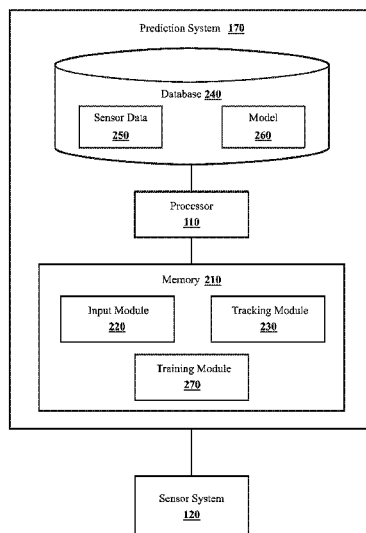 Prediction System 170
Database 240
Sensor Data
250
Model
260
Processor
110
Memory 210
Input Module
220
Tracking Module
230
Training Module
270
Sensor System
120